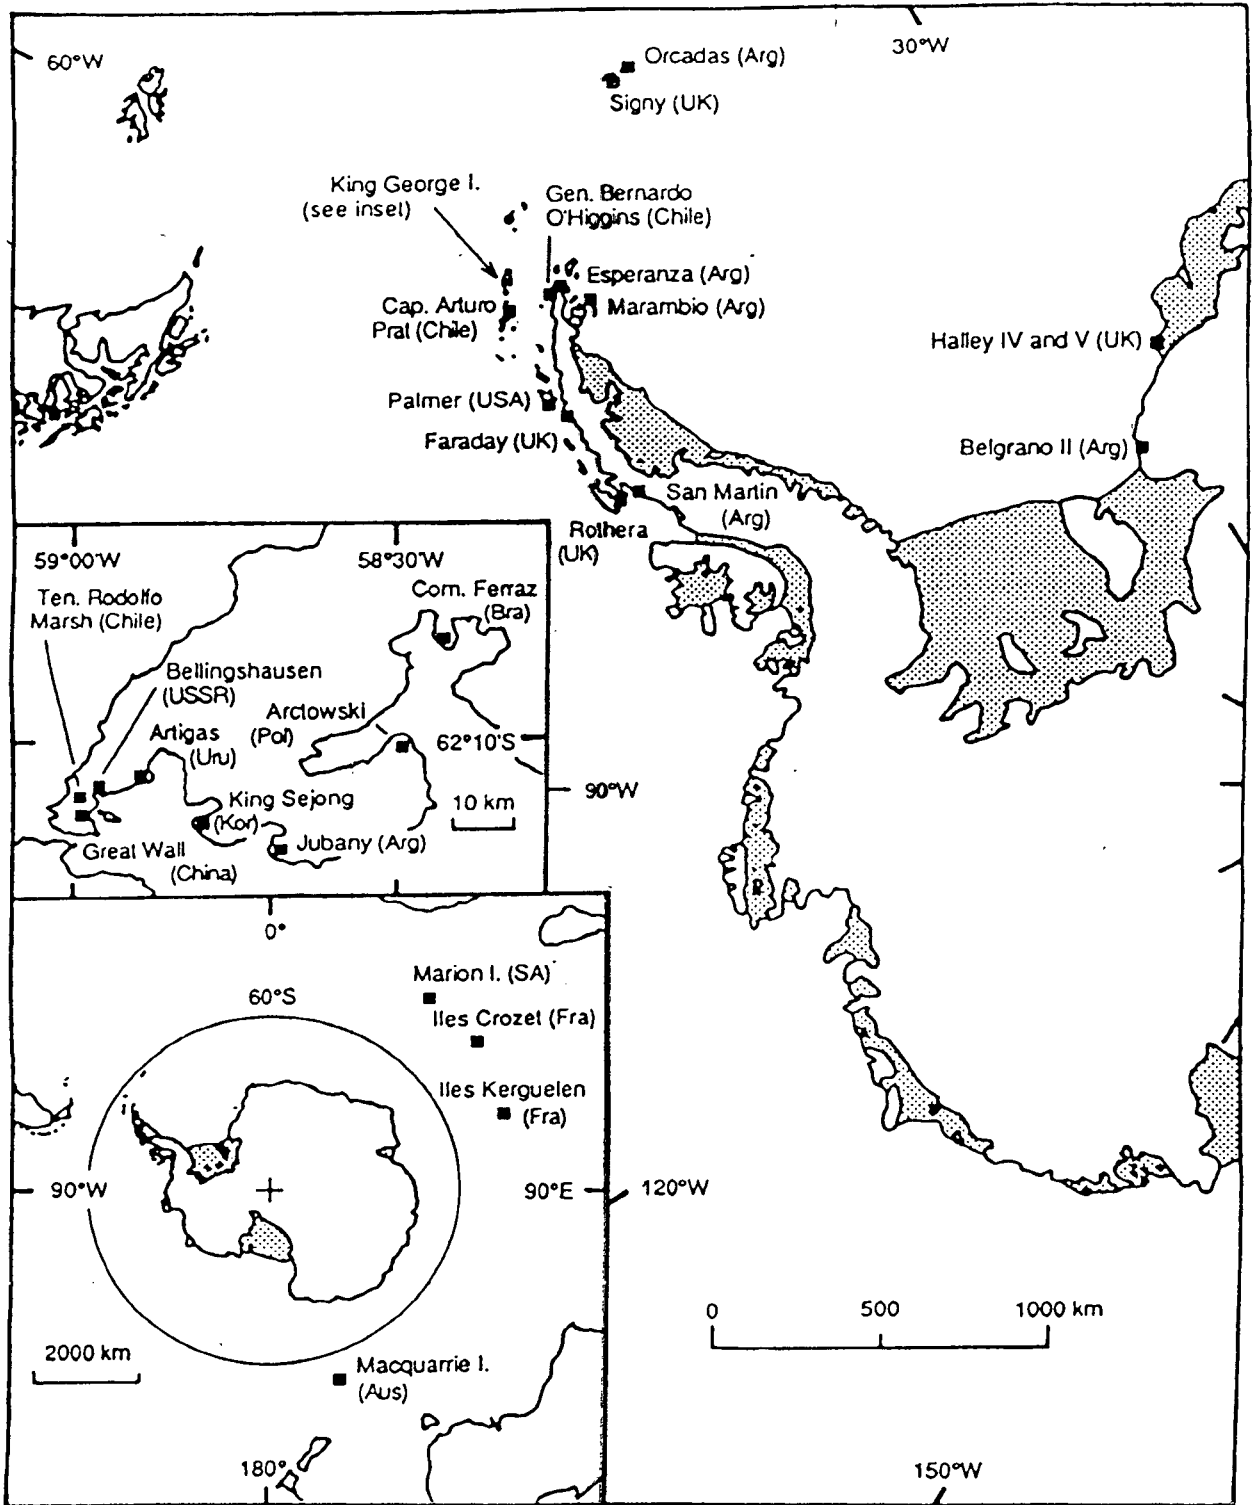 60°W
30°W
Orcadas (Arg)
Signy (UK)
King George I.
(see inset)
Gen. Bernardo
O'Higgins (Chile)
Esperanza (Arg)
Cap. Arturo
Prat (Chile)
Marambio (Arg)
Halley IV and V (UK)
Palmer (USA)
Faraday (UK)
Belgrano II (Arg)
San Martin
(Arg)
Rothera
(UK)
59°00'W
58°30'W
Ten. Rodolfo
Marsh (Chile)
Com. Ferraz
(Bra)
Bellingshausen
(USSR)
Arctowski
(Pol)
Artigas
(Uru)
62°10'S
90°W
King Sejong
(Kor)
10 km
Great Wall
(China)
Jubany (Arg)
0°
Marion I. (SA)
60°S
Iles Crozet (Fra)
Iles Kerguelen
(Fra)
90°W
90°E
120°W
0
500
1000 km
2000 km
Macquarrie I.
(Aus)
180°
150°W